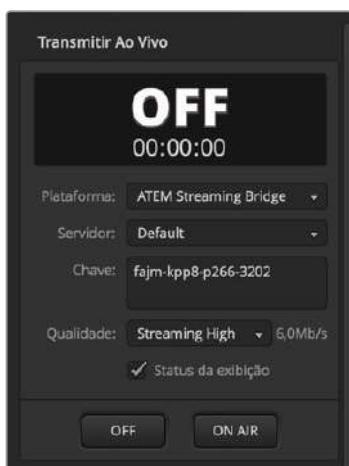 Transmitir Ao Vivo
OFF
00:00:00
Plataforma: ATEM Streaming Bridge
Servidor: Default
Chave: fajm-kpp8-p266-3202
Qualidade: Streaming High 6,0Mb/s
Status da exibição
OFF ON AIR